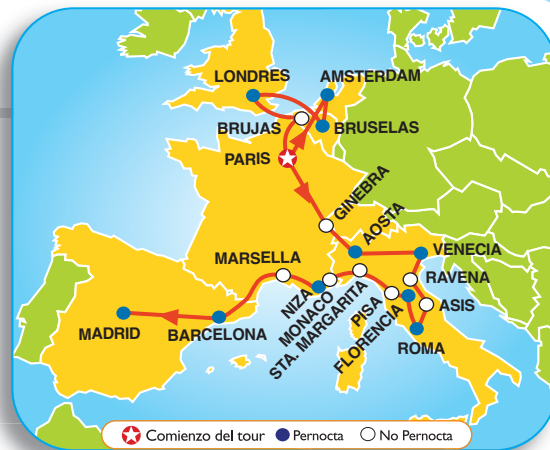 LONDRES
AMSTERDAM
BRUJAS
BRUSELAS
PARIS
GINEBRA
AOSTA
MARSELLA
VENECIA
NIZA
MONACO
STA. MARGARITA
RAVENA
PISA
ASIS
FLORENCIA
MADRID
BARCELONA
ROMA
Comienzo del tour
Pernocta
No Pernocta